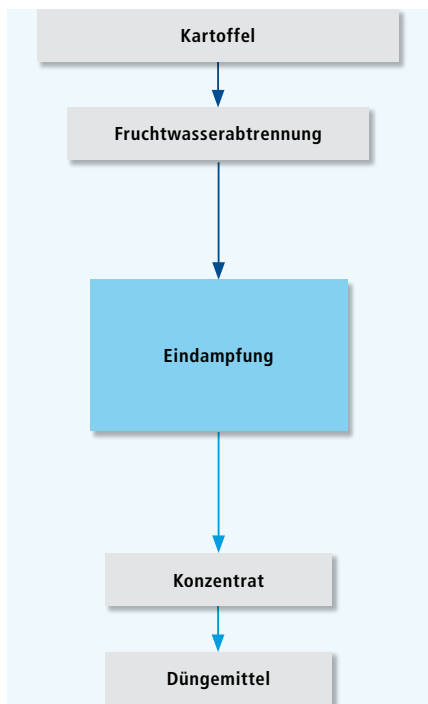 Kartoffel
Fruchtwasserabtrennung
Eindampfung
Konzentrat
Düngemittel